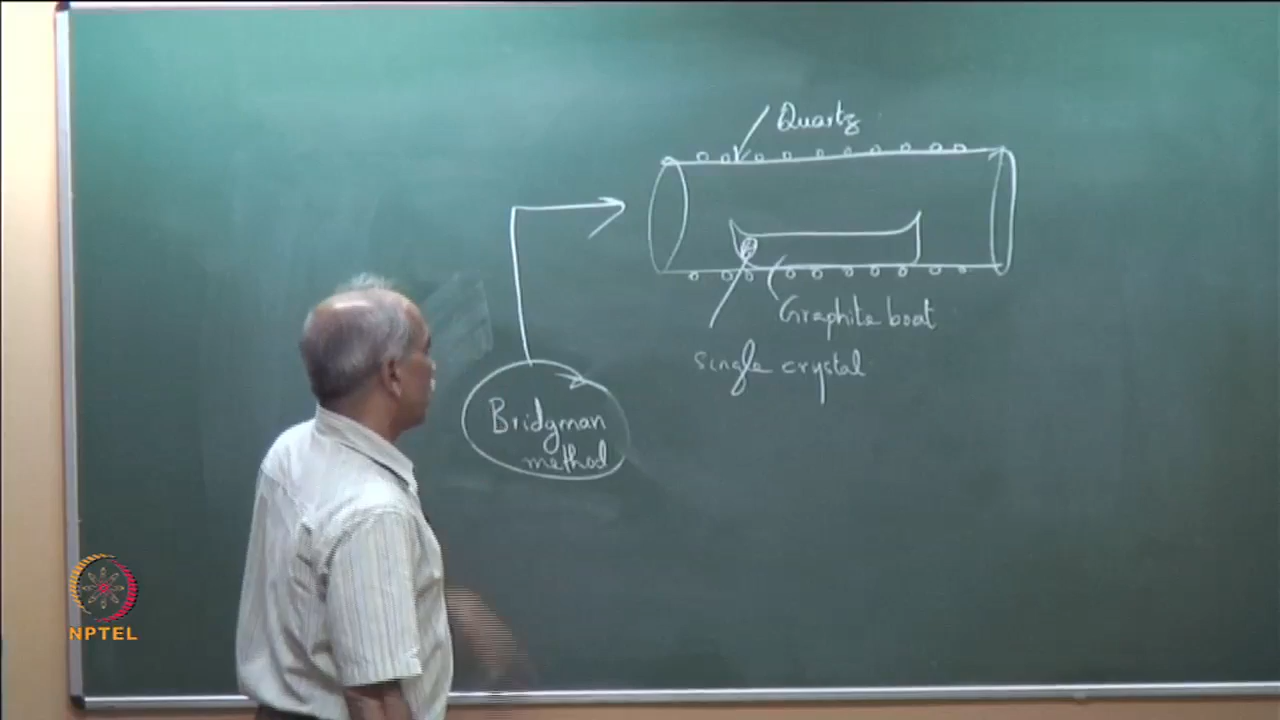 Quartz
Graphite boat
single crystal
Bridgman
method
NPTEL